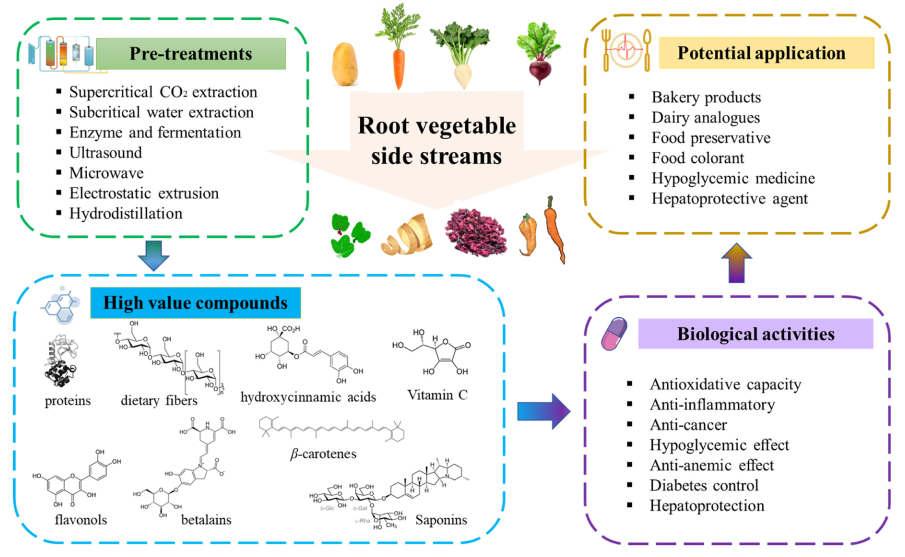 Pre-treatments
Supercritical CO₂ extraction
Subcritical water extraction
Enzyme and fermentation
Ultrasound
Microwave
Electrostatic extrusion
Hydrodistillation
Root vegetable
side streams
Potential application
Bakery products
Dairy analogues
Food preservative
Food colorant
Hypoglycemic medicine
Hepatoprotective agent
High value compounds
proteins
dietary fibers
hydroxycinnamic acids
Vitamin C
β-carotenes
flavonols
betalains
Saponins
Biological activities
Antioxidative capacity
Anti-inflammatory
Anti-cancer
Hypoglycemic effect
Anti-anemic effect
Diabetes control
Hepatoprotection